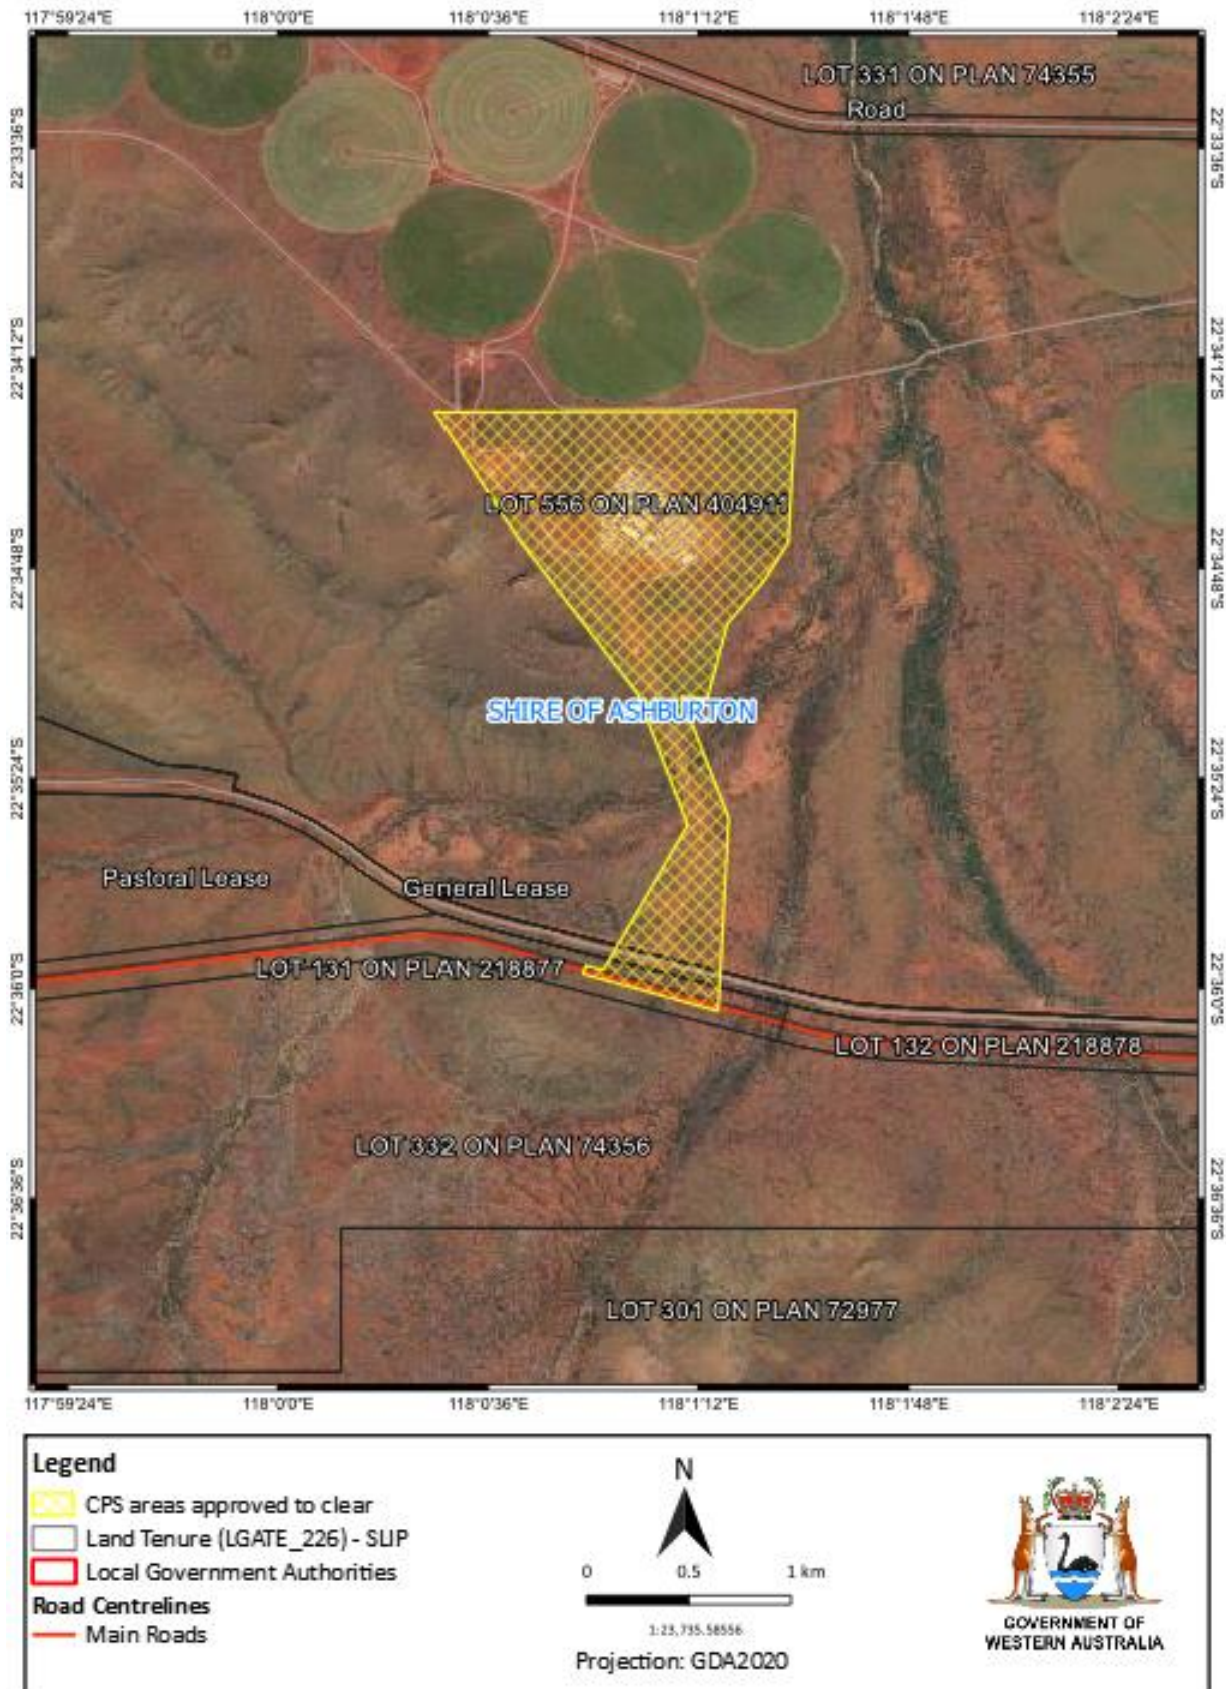 117°59'24"E 118°0'0"E 118°0'36"E 118°1'12"E 118°1'48"E 118°2'24"E
LOT 331 ON PLAN 74355
Road
22°33'36"S 22°33'36"S
22°34'12"S 22°34'12"S
LOT 556 ON PLAN 404911
22°34'48"S 22°34'48"S
SHIRE OF ASHBURTON
22°35'24"S 22°35'24"S
Pastoral Lease General Lease
LOT 131 ON PLAN 218877
22°36'0"S 22°36'0"S
LOT 132 ON PLAN 218878
LOT 332 ON PLAN 74356
22°36'36"S 22°36'36"S
LOT 301 ON PLAN 72977
117°59'24"E 118°0'0"E 118°0'36"E 118°1'12"E 118°1'48"E 118°2'24"E
Legend
CPS areas approved to clear
Land Tenure (LGATE_226) - SLIP
Local Government Authorities
Road Centrelines
Main Roads
N
0 0.5 1 km
1:23,735.58556
Projection: GDA2020
GOVERNMENT OF
WESTERN AUSTRALIA